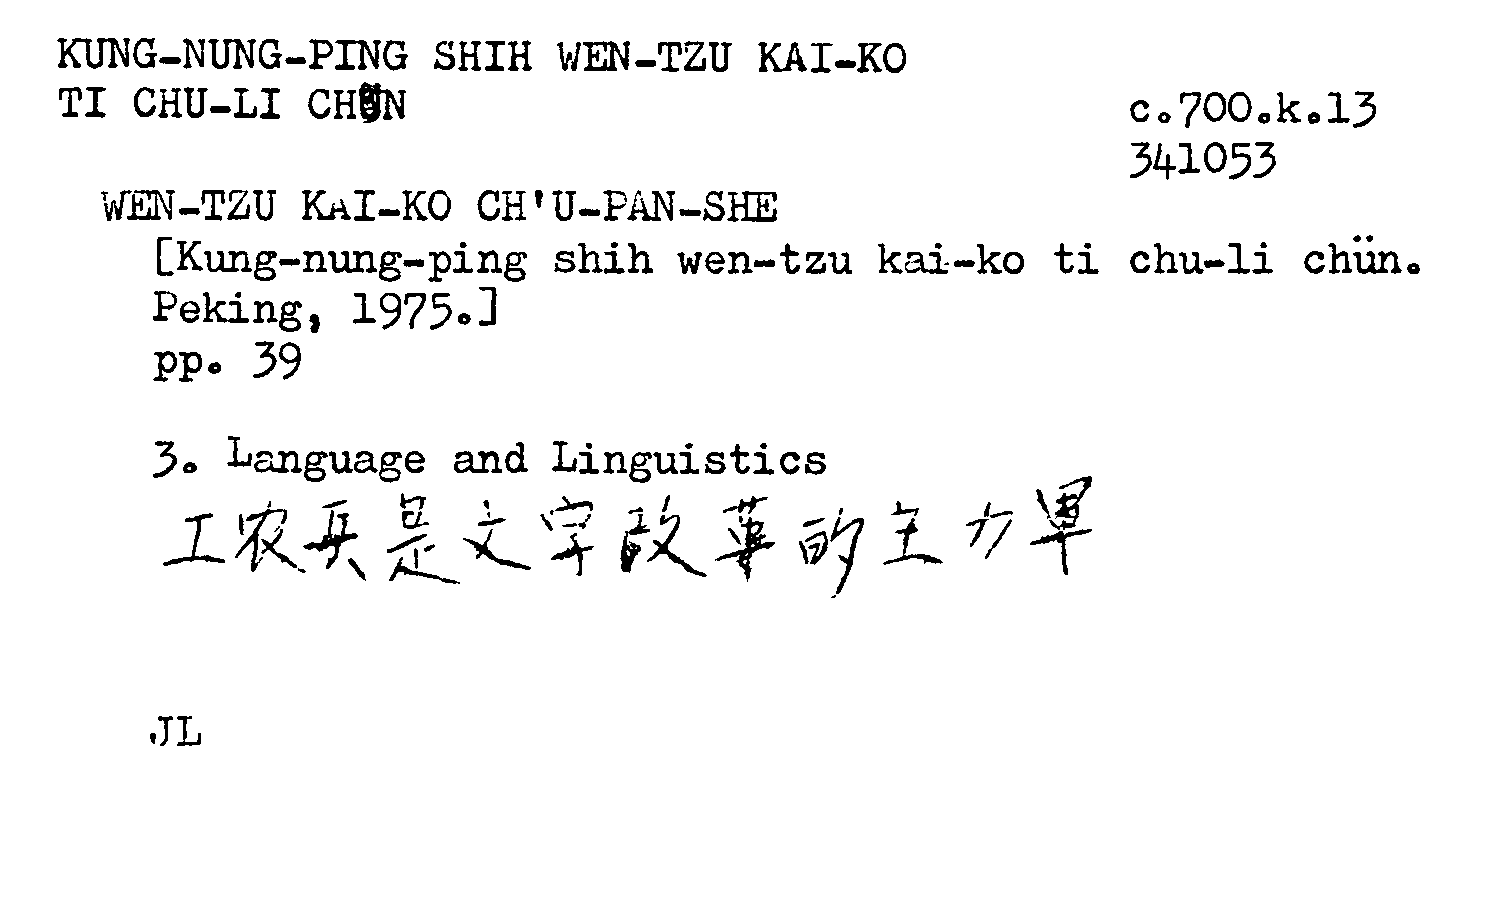 KUNG-NUNG-PING SHIH WEN-TZU KAI-KO
TI CHU-LI CHÜN
c.700.k.13
341053
WEN-TZU KAI-KO CH'U-PAN-SHE
[Kung-nung-ping shih wen-tzu kai-ko ti chu-li chün.
Peking, 1975.]
pp. 39
3. Language and Linguistics
工农兵是文字改革的主力軍
JL